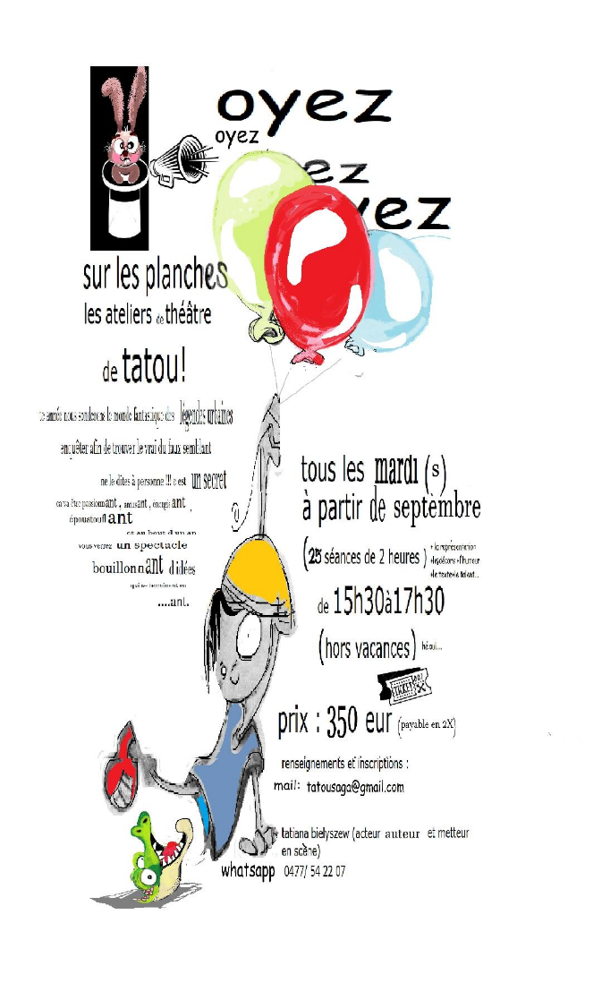 oyez
oyez
ez
yez
sur les planches
les ateliers de théâtre
de tatou!
te année nous sonderons le monde fantastique des légendes urbaines
enquêter afin de trouver le vrai du faux semblant
ne le dites à personne !!! c est un secret
ca va être passionnant , amusant , énergisant ,
époustouflant
et au bout d un an
vous verrez un spectacle
bouillonnant d idées
qui se terminent en
....ant.
tous les mardi (s)
à partir de septembre
(25 séances de 2 heures )
+ la représentation
+les décors +l'humour
+le texte+le talent...
de 15h30à17h30
(hors vacances) hé oui...
TICKET
prix : 350 eur (payable en 2X)
renseignements et inscriptions :
mail: tatousaga@gmail.com
tatiana bielyszew (acteur auteur et metteur
en scène)
whatsapp 0477/ 54 22 07